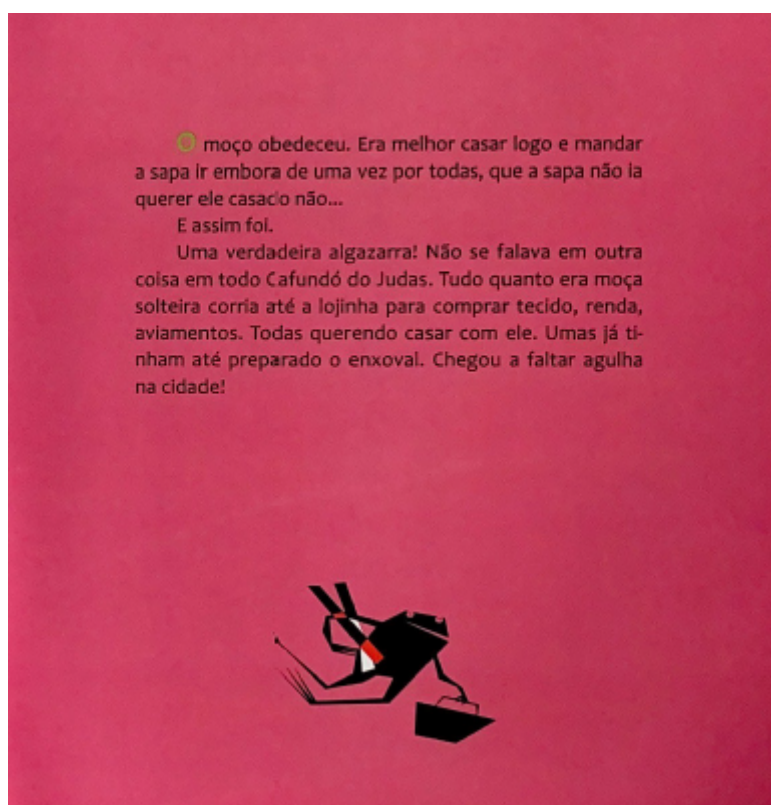 O moço obedeceu. Era melhor casar logo e mandar
a sapa ir embora de uma vez por todas, que a sapa não ia
querer ele casado não...
E assim foi.
Uma verdadeira algazarra! Não se falava em outra
coisa em todo Cafundó do Judas. Tudo quanto era moça
solteira corria até a lojinha para comprar tecido, renda,
aviamentos. Todas querendo casar com ele. Umas já ti-
nham até preparado o enxoval. Chegou a faltar agulha
na cidade!